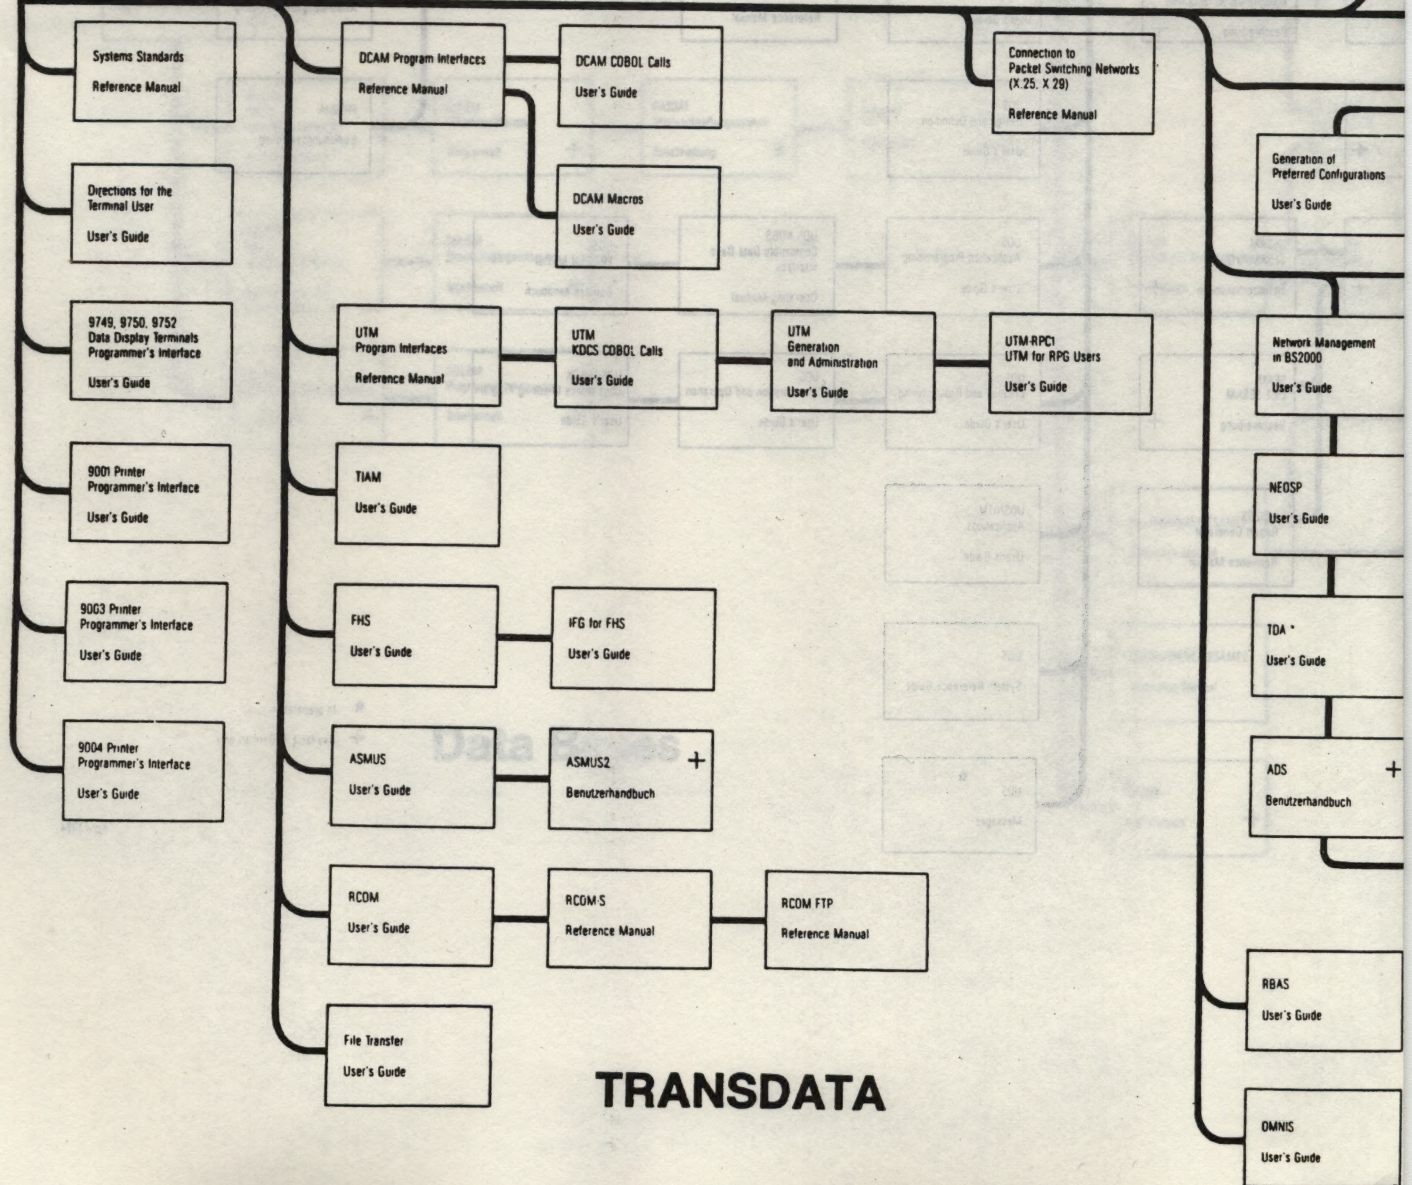 Systems Standards
Reference Manual
Directions for the
Terminal User
User's Guide
9749, 9750, 9752
Data Display Terminals
Programmer's Interface
User's Guide
9001 Printer
Programmer's Interface
User's Guide
9003 Printer
Programmer's Interface
User's Guide
9004 Printer
Programmer's Interface
User's Guide
DCAM Program Interfaces
Reference Manual
DCAM COBOL Calls
User's Guide
DCAM Macros
User's Guide
UTM
Program Interfaces
Reference Manual
UTM
KDCS COBOL Calls
User's Guide
UTM
Generation
and Administration
User's Guide
UTM-RPC1
UTM for RPG Users
User's Guide
TIAM
User's Guide
FHS
User's Guide
IFG for FHS
User's Guide
ASMUS
User's Guide
ASMUS2 +
Benutzerhandbuch
RCOM
User's Guide
RCOM-S
Reference Manual
RCOM FTP
Reference Manual
File Transfer
User's Guide
Connection to
Packet Switching Networks
(X.25, X 29)
Reference Manual
Generation of
Preferred Configurations
User's Guide
Network Management
in BS2000
User's Guide
NEOSP
User's Guide
TDA *
User's Guide
ADS +
Benutzerhandbuch
RBAS
User's Guide
OMNIS
User's Guide
TRANSDATA
Data Bases